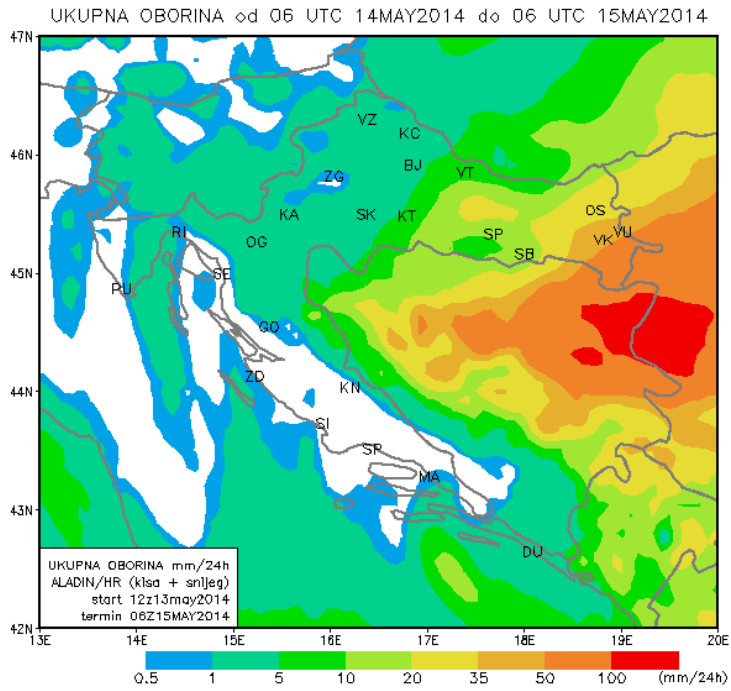 UKUPNA OBORINA od 06 UTC 14MAY2014 do 06 UTC 15MAY2014
47N
VZ
KC
46N
BJ
VT
ZG
KA
SK
KT
OS
RI
SP
VU
OG
VK
SB
45N
SE
PU
GO
44N
ZD
KN
SI
SP
MA
43N
DU
UKUPNA OBORINA mm/24h
ALADIN/HR (kisa + snijeg)
start 12z13may2014
termin 06Z15MAY2014
42N
13E 14E 15E 16E 17E 18E 19E 20E
0.5 1 5 10 20 35 50 100 (mm/24h)